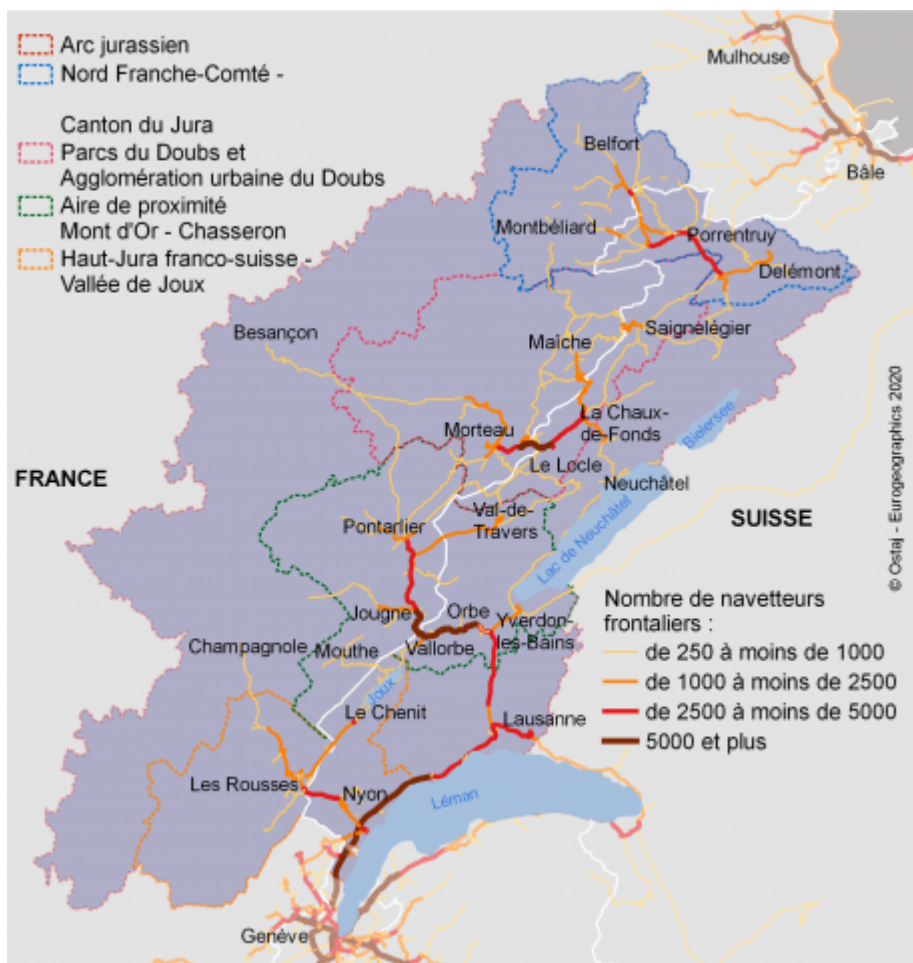 Arc jurassien
Nord Franche-Comté -
Canton du Jura
Parcs du Doubs et
Agglomération urbaine du Doubs
Aire de proximité
Mont d'Or - Chasseron
Haut-Jura franco-suisse -
Vallée de Joux
Mulhouse
Bâle
Belfort
Montbéliard
Porrentruy
Delémont
Besançon
Saignelégier
Maîche
La Chaux-
de-Fonds
Bielersee
Morteau
Le Locle
Neuchâtel
FRANCE
SUISSE
Val-de-
Travers
Pontarlier
Lac de Neuchâtel
Jougne
Orbe
Yverdon-
les-Bains
Vallorbe
Champagnole
Mouthe
Joux
Le Chenit
Lausanne
Les Rousses
Nyon
Léman
Genève
Nombre de navetteurs
frontaliers :
de 250 à moins de 1000
de 1000 à moins de 2500
de 2500 à moins de 5000
5000 et plus
© Ostaj - Eurogeographics 2020